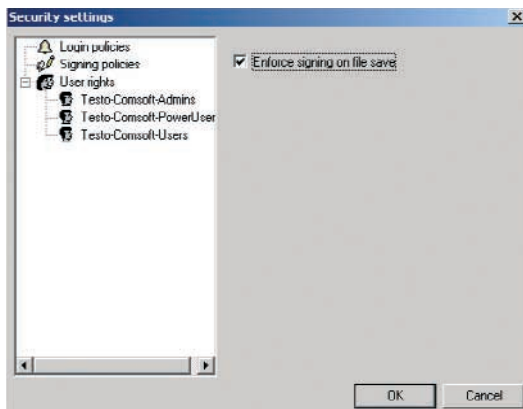 Security settings
Login policies
Signing policies
User rights
Testo-Comsoft-Admins
Testo-Comsoft-PowerUser
Testo-Comsoft-Users
Enforce signing on file save
OK
Cancel